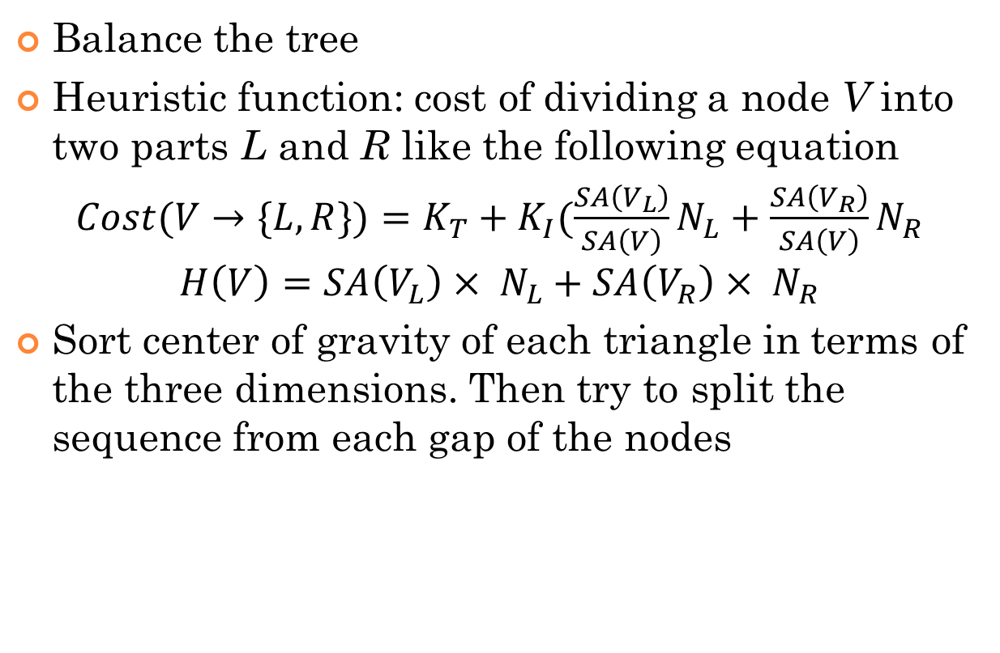 Balance the tree
Heuristic function: cost of dividing a node V into
two parts L and R like the following equation
Cost(V → {L, R}) = K_T + K_I(\frac{SA(V_L)}{SA(V)} N_L + \frac{SA(V_R)}{SA(V)} N_R
H(V) = SA(V_L) × N_L + SA(V_R) × N_R
Sort center of gravity of each triangle in terms of
the three dimensions. Then try to split the
sequence from each gap of the nodes